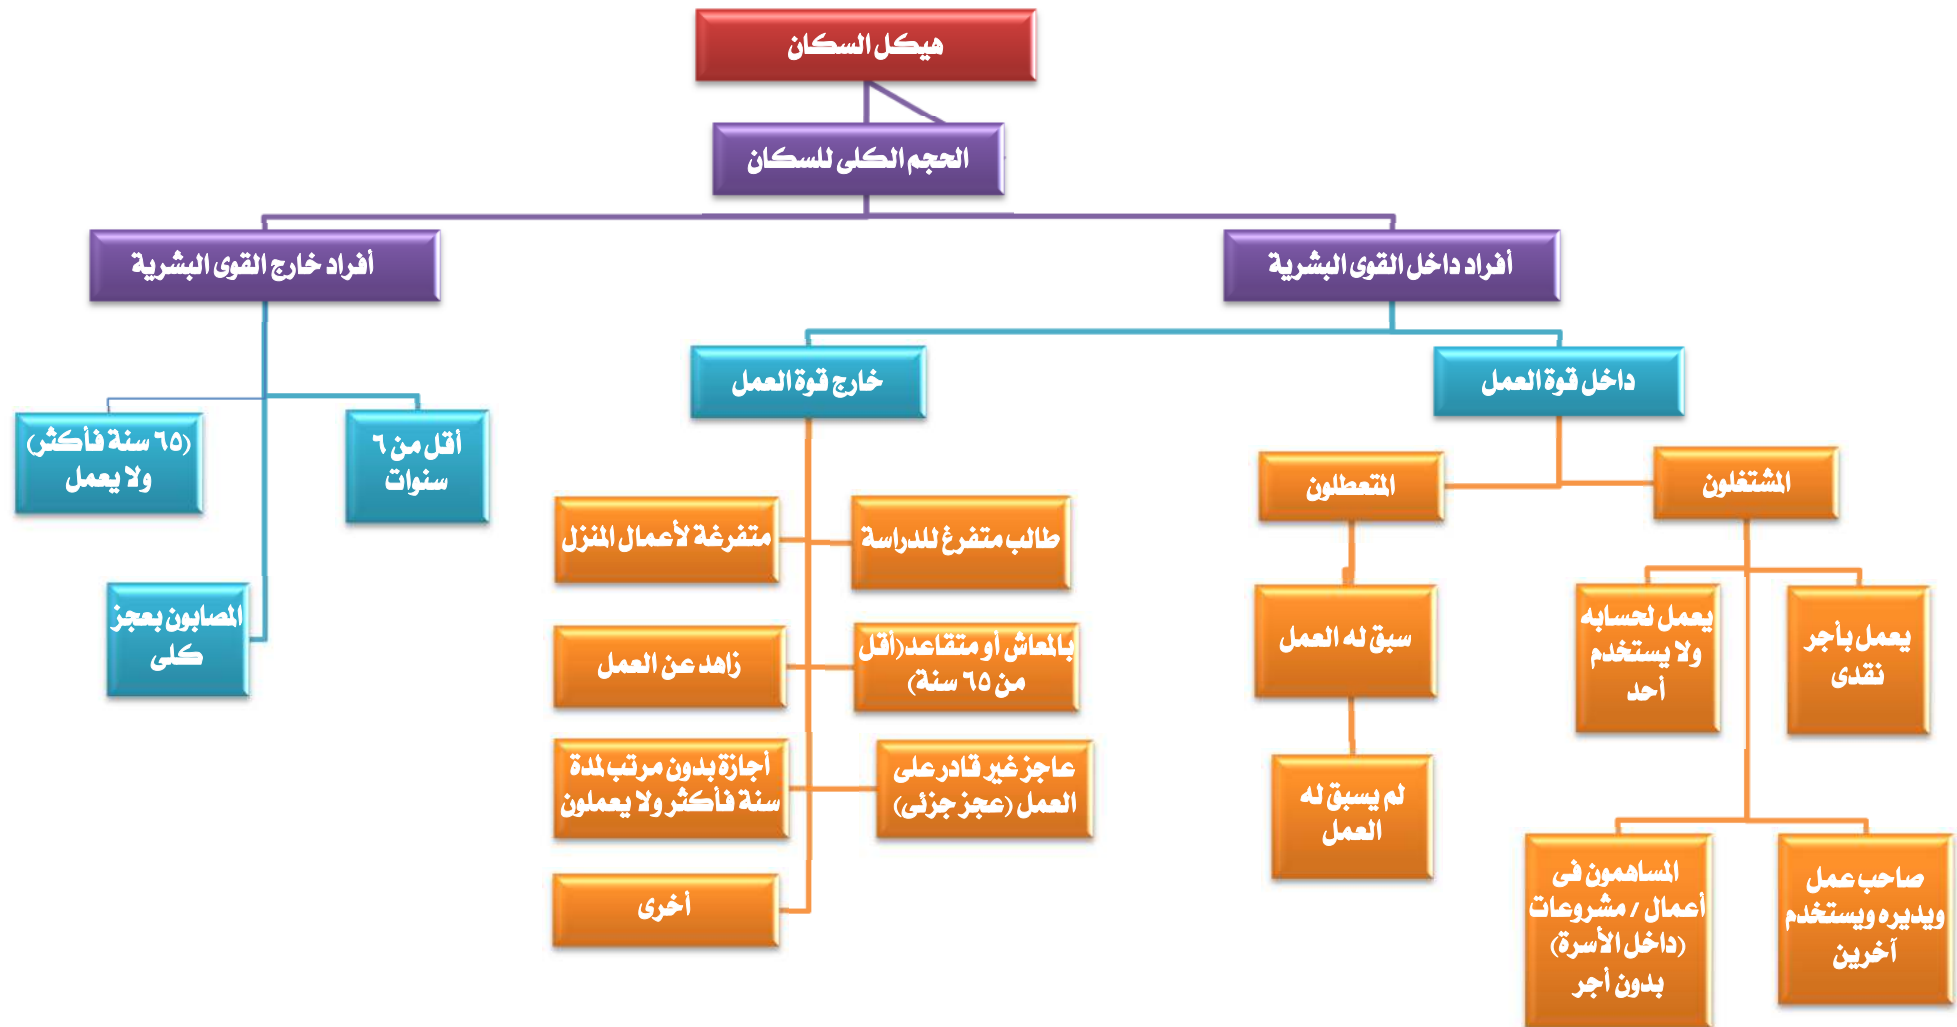 هيكل السكان
الحجم الكلى للسكان
أفراد داخل القوى البشرية
أفراد خارج القوى البشرية
داخل قوة العمل
خارج قوة العمل
أقل من ٦
سنوات
(٦٥ سنة فأكثر)
ولا يعمل
المصابون بعجز
كلى
المشتغلون
المتعطلون
يعمل بأجر
نقدى
يعمل لحسابه
ولا يستخدم
أحد
صاحب عمل
ويديره ويستخدم
آخرين
المساهمون فى
أعمال / مشروعات
(داخل الأسرة)
بدون أجر
سبق له العمل
لم يسبق له
العمل
طالب متفرغ للدراسة
متفرغة لأعمال المنزل
بالمعاش أو متقاعد(أقل
من ٦٥ سنة)
زاهد عن العمل
عاجز غير قادر على
العمل (عجز جزئى)
أجازة بدون مرتب لمدة
سنة فأكثر ولا يعملون
أخرى